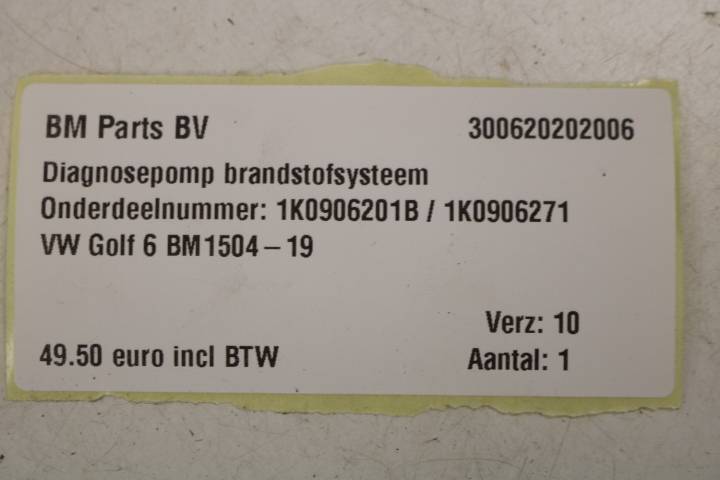 BM Parts BV 300620202006
Diagnosepomp brandstofsysteem
Onderdeelnummer: 1K0906201B / 1K0906271
VW Golf 6 BM1504 – 19
Verz: 10
49.50 euro incl BTW Aantal: 1